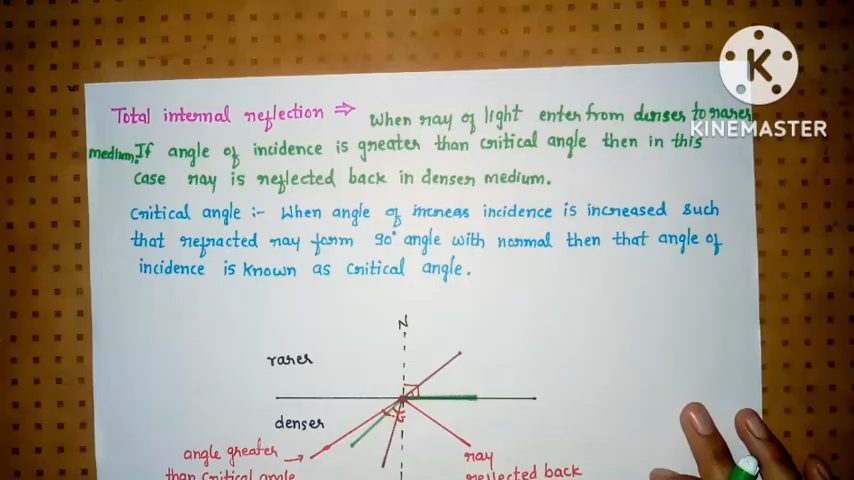 Total internal reflection ⇒ When ray of light enter from denser to rarer
medium. If angle of incidence is greater than critical angle then in this
case ray is reflected back in denser medium.
Critical angle :- When angle of increas incidence is increased such
that refracted ray form 90° angle with normal then that angle of
incidence is known as critical angle.
N
rarer
denser
angle greater
than critical angle
ray
reflected back
K
KINEMASTER